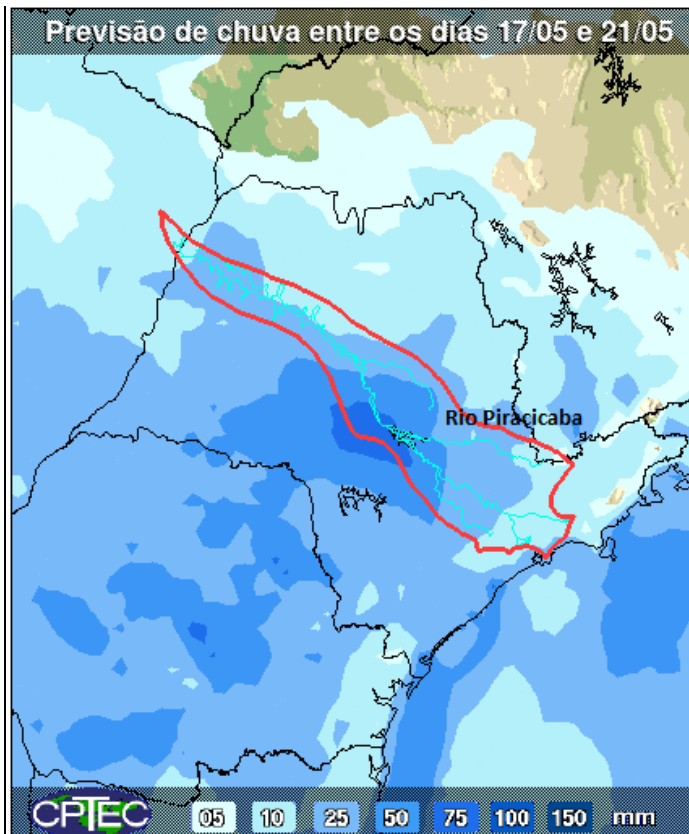 Previsão de chuva entre os dias 17/05 e 21/05
Rio Piracicaba
CPTEC 05 10 25 50 75 100 150 mm